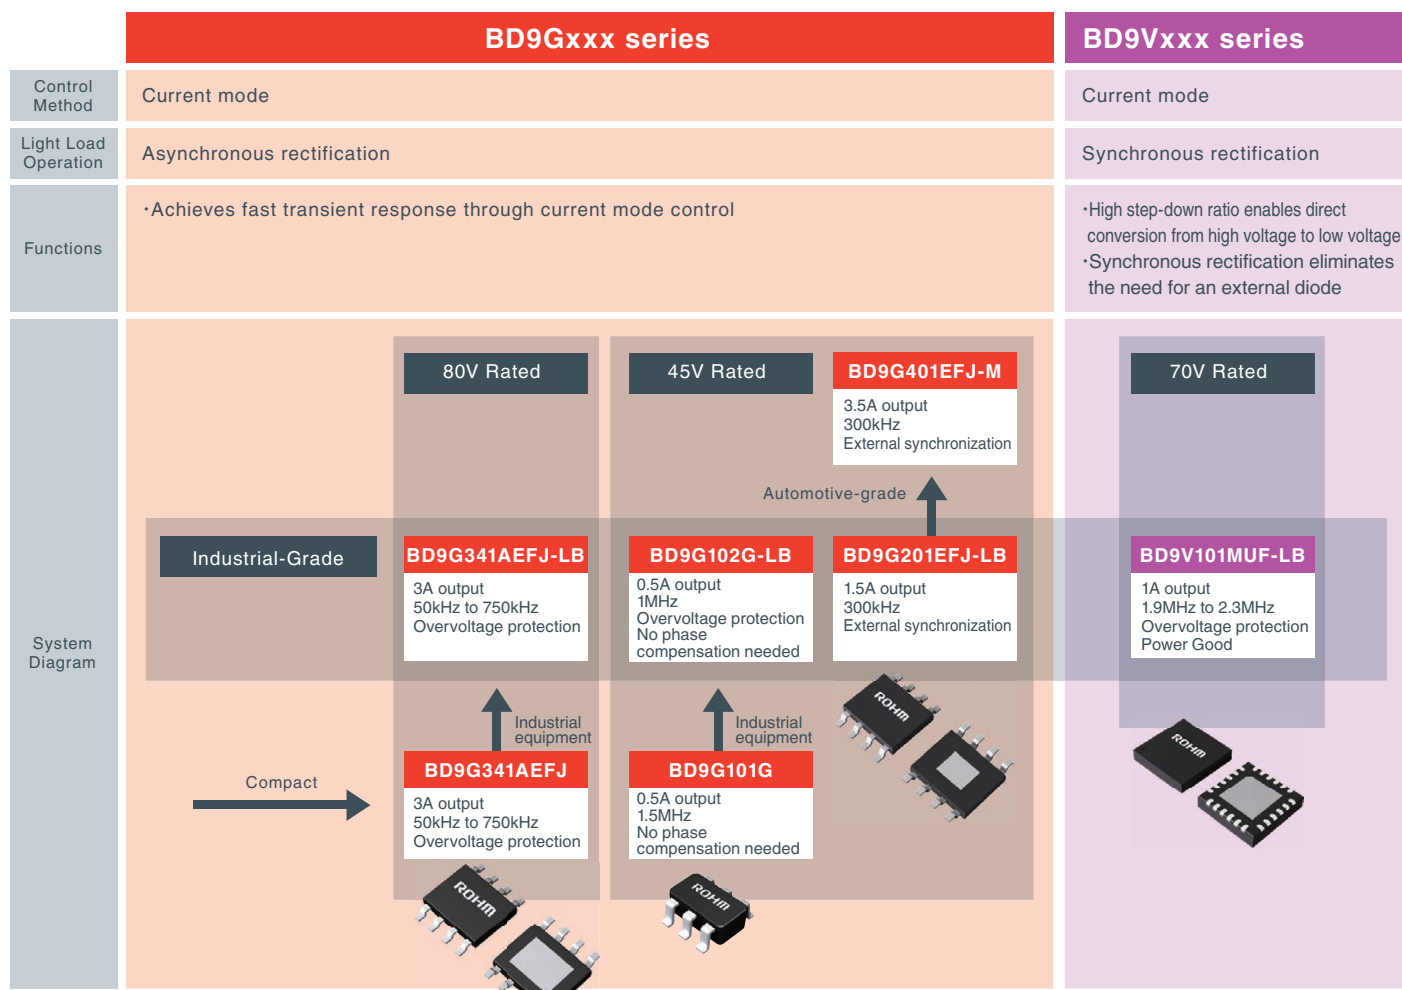 BD9Gxxx series
BD9Vxxx series
Control
Method
Current mode
Current mode
Light Load
Operation
Asynchronous rectification
Synchronous rectification
Functions
・Achieves fast transient response through current mode control
・High step-down ratio enables direct
conversion from high voltage to low voltage
・Synchronous rectification eliminates
the need for an external diode
System
Diagram
80V Rated
45V Rated
BD9G401EFJ-M
3.5A output
300kHz
External synchronization
70V Rated
Automotive-grade
Industrial-Grade
BD9G341AEFJ-LB
3A output
50kHz to 750kHz
Overvoltage protection
BD9G102G-LB
0.5A output
1MHz
Overvoltage protection
No phase
compensation needed
BD9G201EFJ-LB
1.5A output
300kHz
External synchronization
BD9V101MUF-LB
1A output
1.9MHz to 2.3MHz
Overvoltage protection
Power Good
Industrial
equipment
Industrial
equipment
ROHM
ROHM
Compact
BD9G341AEFJ
3A output
50kHz to 750kHz
Overvoltage protection
BD9G101G
0.5A output
1.5MHz
No phase
compensation needed
ROHM
ROHM